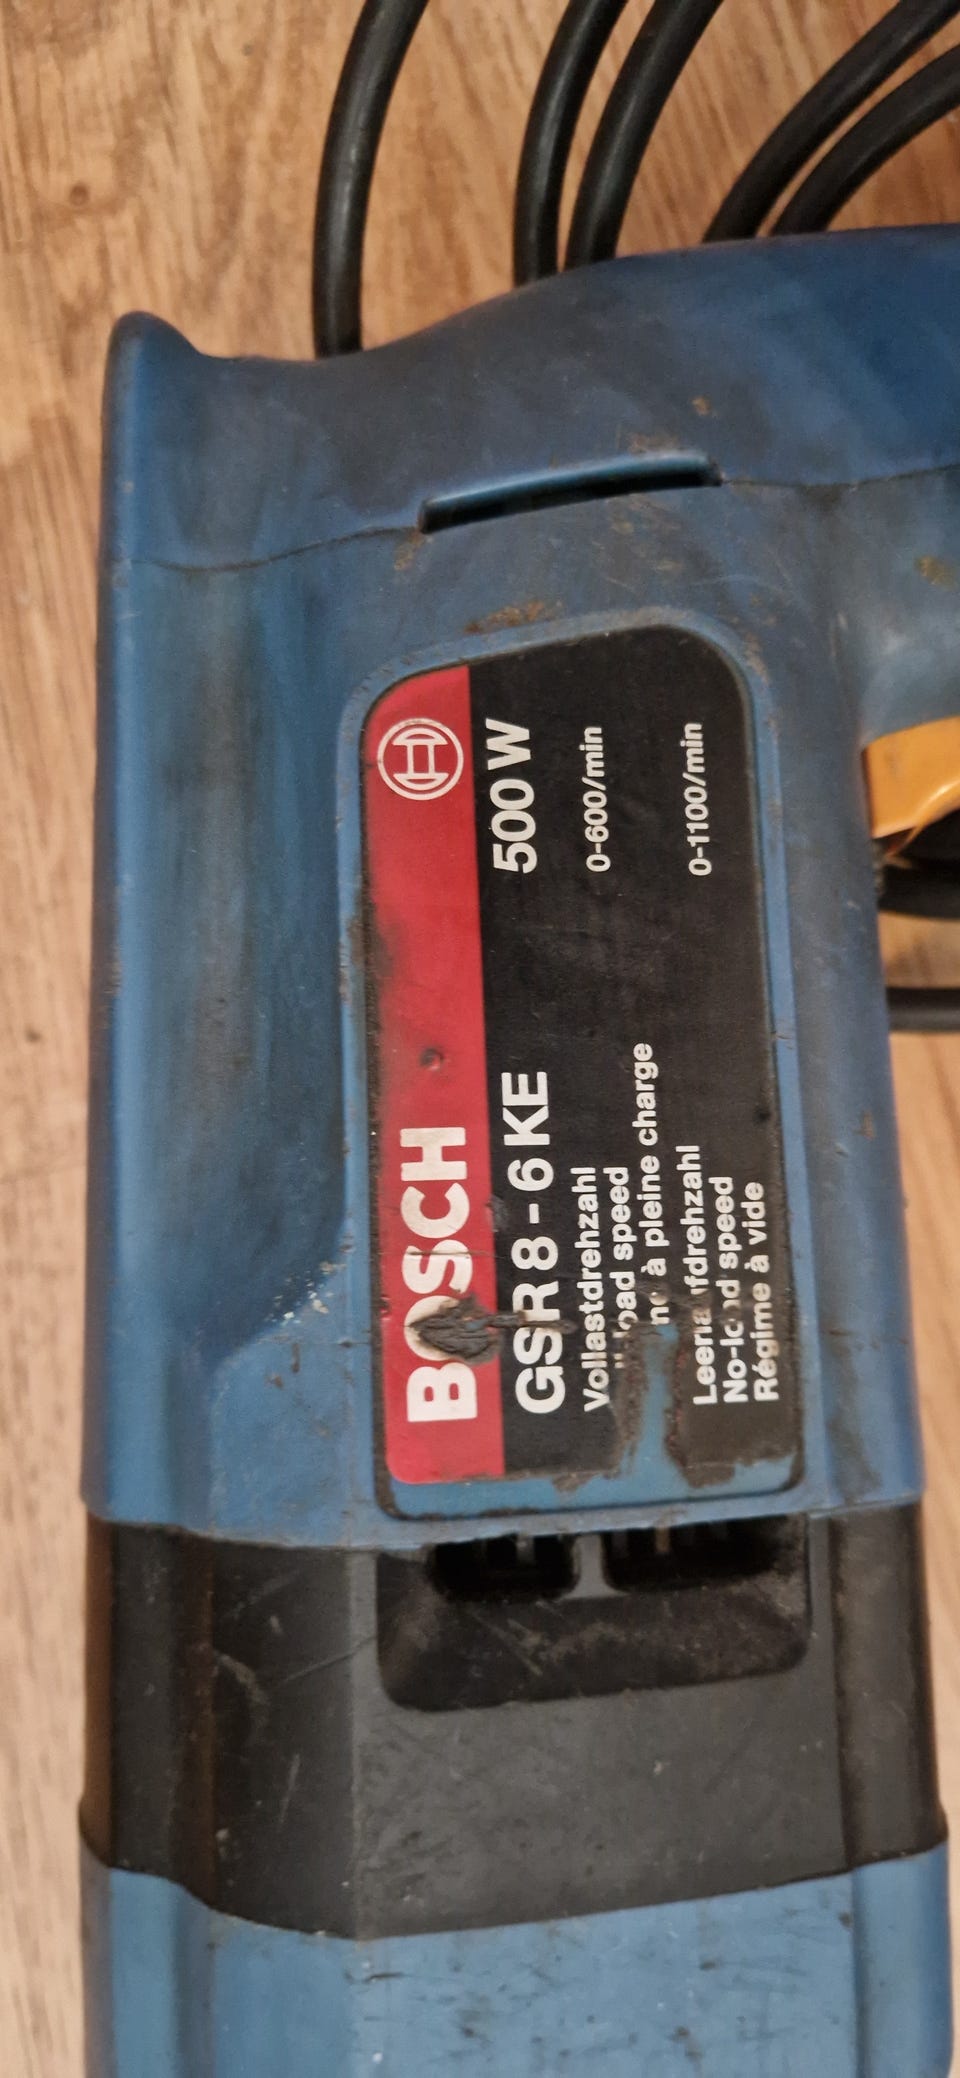 BOSCH
GSR 8-6 KE 500 W
Vollastdrehzahl 0-600/min
load speed
à pleine charge
Leerlaufdrehzahl 0-1100/min
No-load speed
Régime à vide